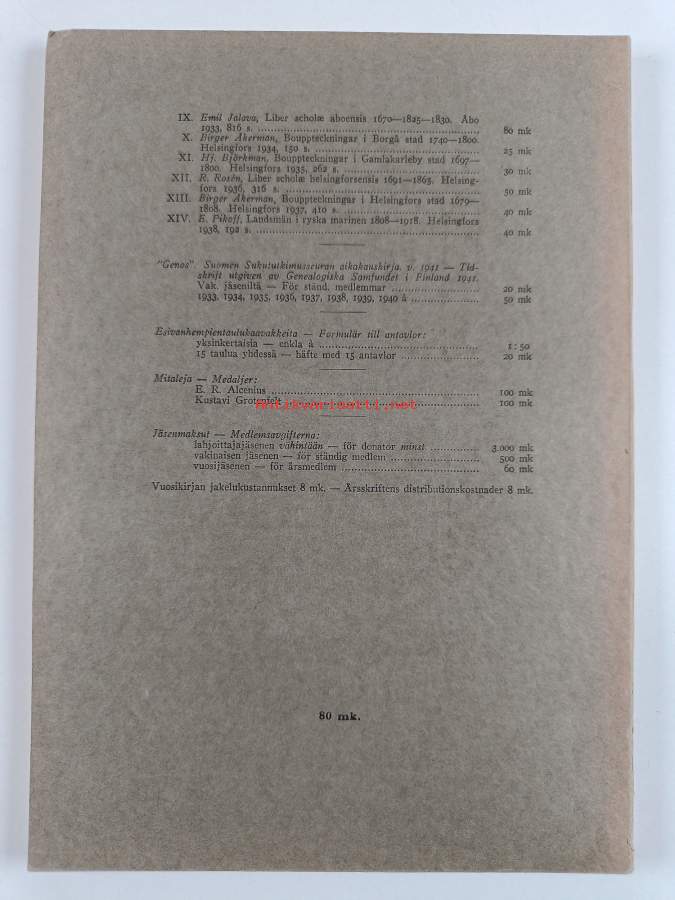 IX. Emil Jalava, Liber scholæ aboensis 1670—1825—1830. Åbo
1933, 816 s. 80 mk
X. Birger Åkerman, Bouppteckningar i Borgå stad 1740—1800.
Helsingfors 1934, 150 s. 25 mk
XI. Hj. Björkman, Bouppteckningar i Gamlakarleby stad 1697—
1800. Helsingfors 1935, 262 s. 30 mk
XII. R. Rosén, Liber scholæ helsingforsensis 1691—1865. Helsing-
fors 1936, 316 s. 50 mk
XIII. Birger Åkerman, Bouppteckningar i Helsingfors stad 1679—
1808. Helsingfors 1937, 410 s. 40 mk
XIV. E. Pikoff, Landsmän i ryska marinen 1808—1918. Helsingfors
1938, 192 s. 40 mk
"Genos". Suomen Sukututkimusseuran aikakauskirja. v. 1941 — Tid-
skrift utgiven av Genealogiska Samfundet i Finland 1941.
Vak. jäseniltä — För ständ. medlemmar 20 mk
1933, 1934, 1935, 1936, 1937, 1938, 1939, 1940 à 50 mk
Esivanhempientaulukaavakkeita — Formulär till antavlor:
yksinkertaisia — enkla à 1: 50
15 taulua yhdessä — häfte med 15 antavlor 20 mk
Mitaleja — Medaljer:
E. R. Alcenius 100 mk
Kustavi Grotenfelt 100 mk
antikvariaatti.net
Jäsenmaksut — Medlemsavgifterna:
lahjoittajajäsenen vähintään — för donator minst 3.000 mk
vakinaisen jäsenen — för ständig medlem 500 mk
vuosijäsenen — för årsmedlem 60 mk
Vuosikirjan jakelukustannukset 8 mk. — Årsskriftens distributionskostnader 8 mk.
80 mk.